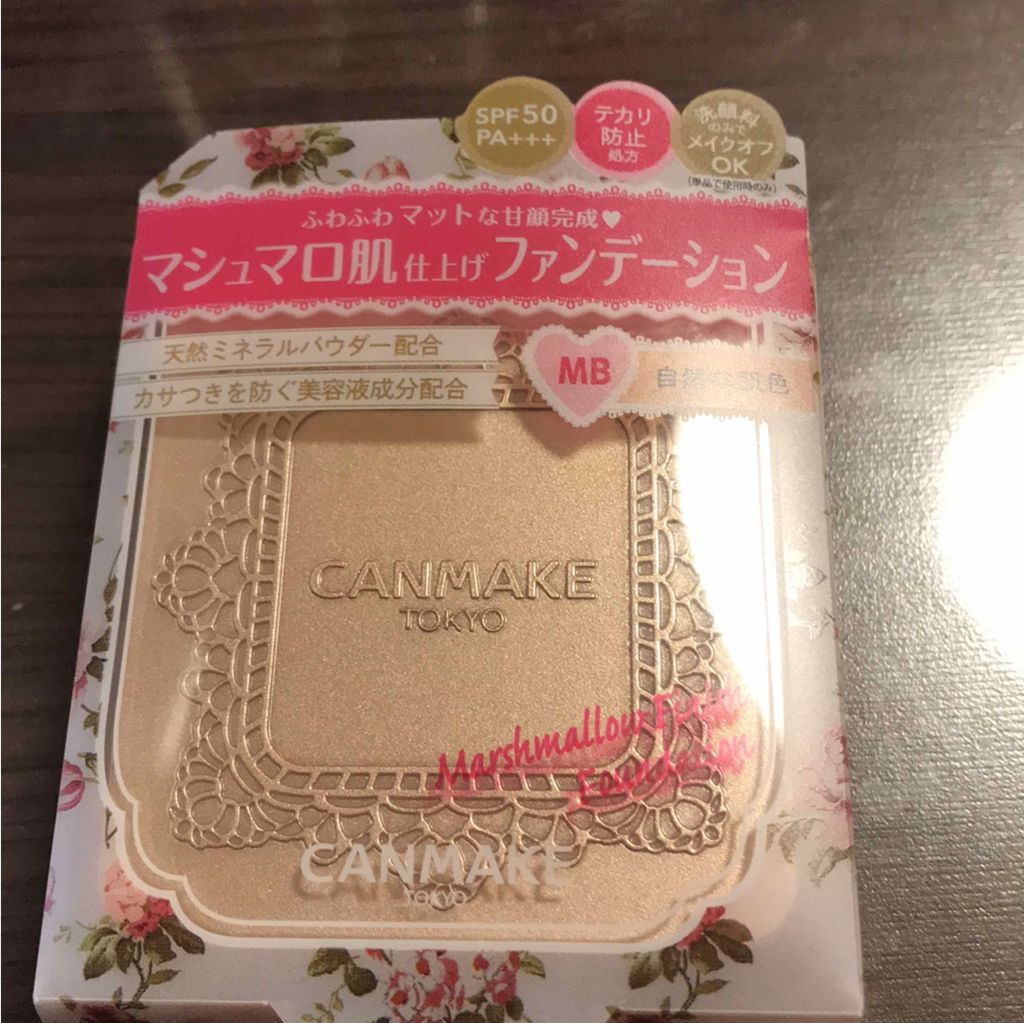 SPF50
PA+++
テカリ
防止
処方
洗顔料
のみで
メイクオフ
OK
(単品で使用時のみ)
ふわふわマットな甘顔完成♥
マシュマロ肌仕上げファンデーション
天然ミネラルパウダー配合
カサつきを防ぐ美容液成分配合
MB
自然な肌色
CANMAKE
TOKYO
Marshmallow Finish
Foundation
CANMAKE
TOKYO